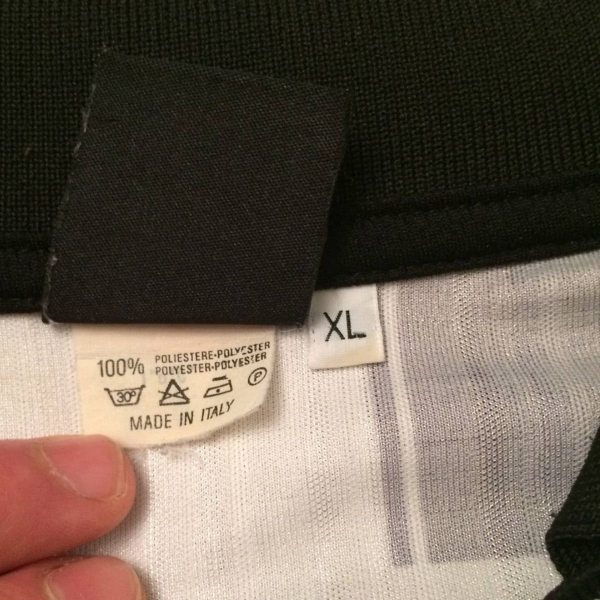 XL
100% POLIESTERE-POLYESTER
POLYESTER-POLYESTER
30°
P
MADE IN ITALY